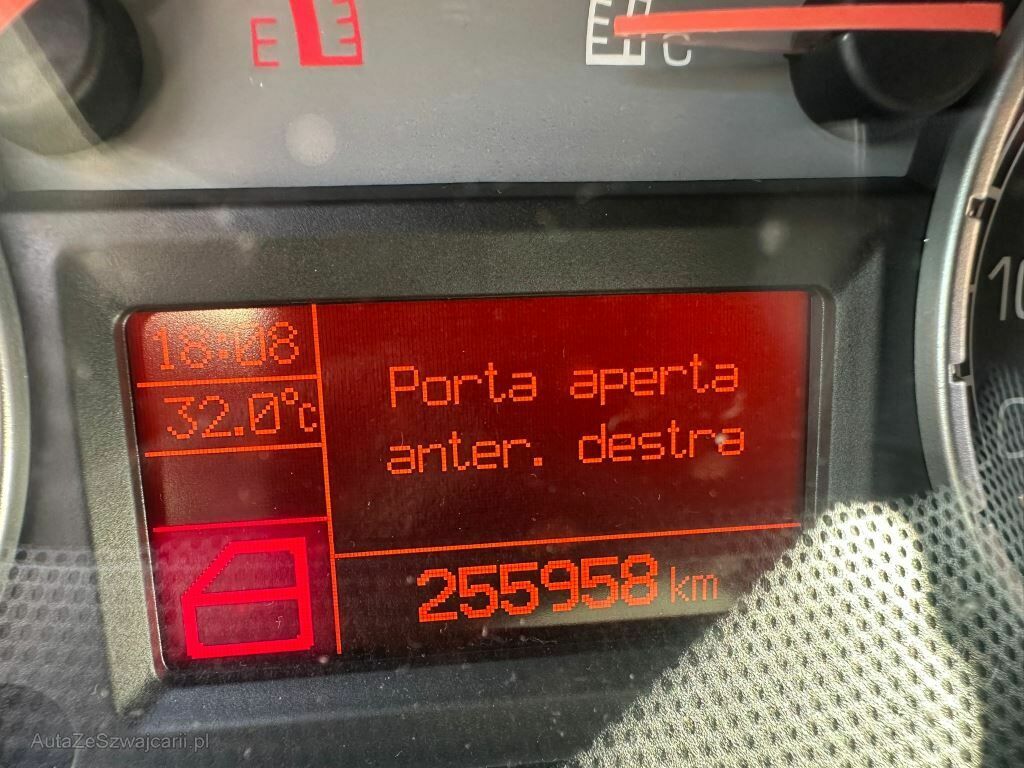 E
C
18:08
32.0°c
Porta aperta
anter. destra
255958 km
AutaZeSzwajcarii.pl